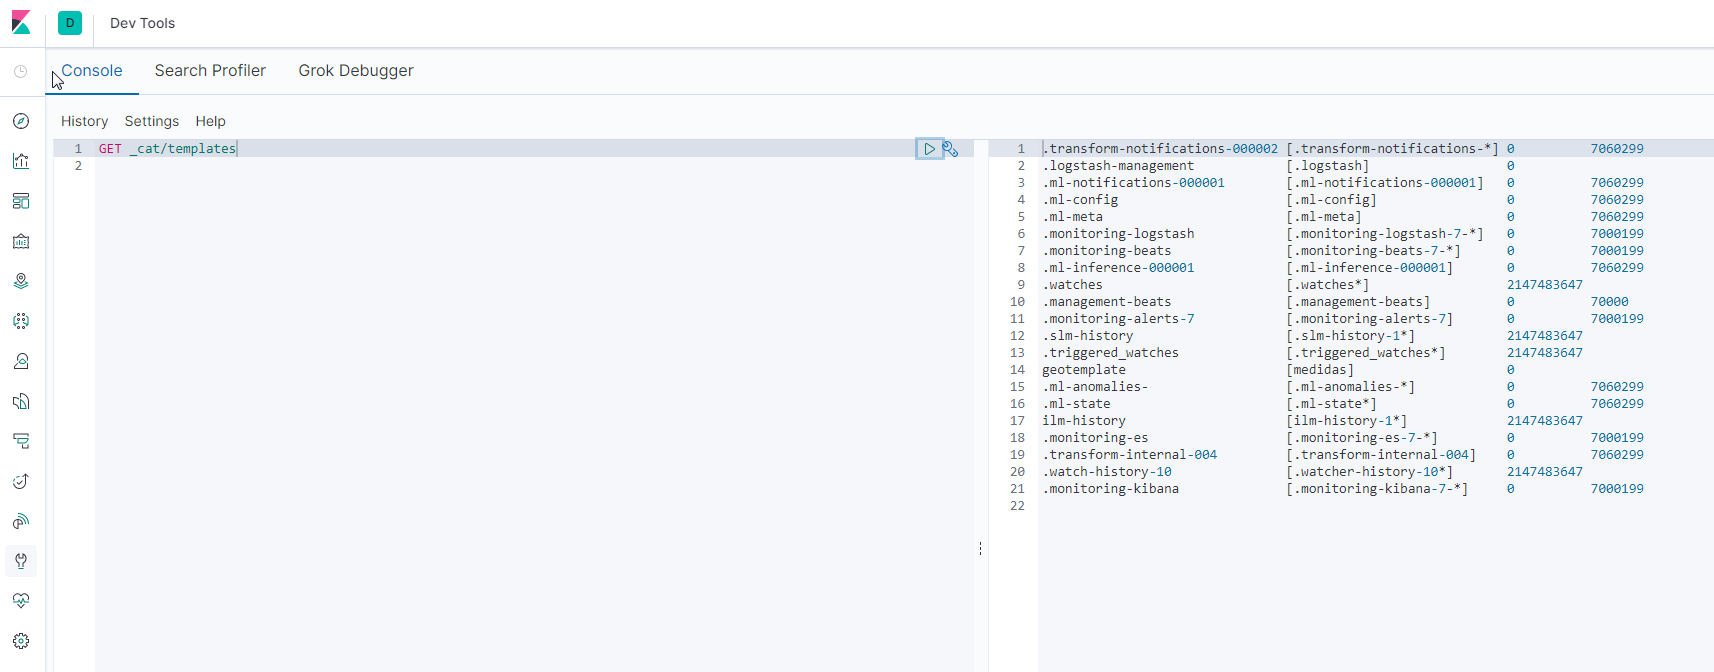 D Dev Tools
Console Search Profiler Grok Debugger
History Settings Help
1 GET _cat/templates
2
1 .transform-notifications-000002 [.transform-notifications-*] 0 7060299
2 .logstash-management [.logstash] 0
3 .ml-notifications-000001 [.ml-notifications-000001] 0 7060299
4 .ml-config [.ml-config] 0 7060299
5 .ml-meta [.ml-meta] 0 7060299
6 .monitoring-logstash [.monitoring-logstash-7-*] 0 7000199
7 .monitoring-beats [.monitoring-beats-7-*] 0 7000199
8 .ml-inference-000001 [.ml-inference-000001] 0 7060299
9 .watches [.watches*] 2147483647
10 .management-beats [.management-beats] 0 70000
11 .monitoring-alerts-7 [.monitoring-alerts-7] 0 7000199
12 .slm-history [.slm-history-1*] 2147483647
13 .triggered_watches [.triggered_watches*] 2147483647
14 geotemplate [medidas] 0
15 .ml-anomalies- [.ml-anomalies-*] 0 7060299
16 .ml-state [.ml-state*] 0 7060299
17 ilm-history [ilm-history-1*] 2147483647
18 .monitoring-es [.monitoring-es-7-*] 0 7000199
19 .transform-internal-004 [.transform-internal-004] 0 7060299
20 .watch-history-10 [.watcher-history-10*] 2147483647
21 .monitoring-kibana [.monitoring-kibana-7-*] 0 7000199
22